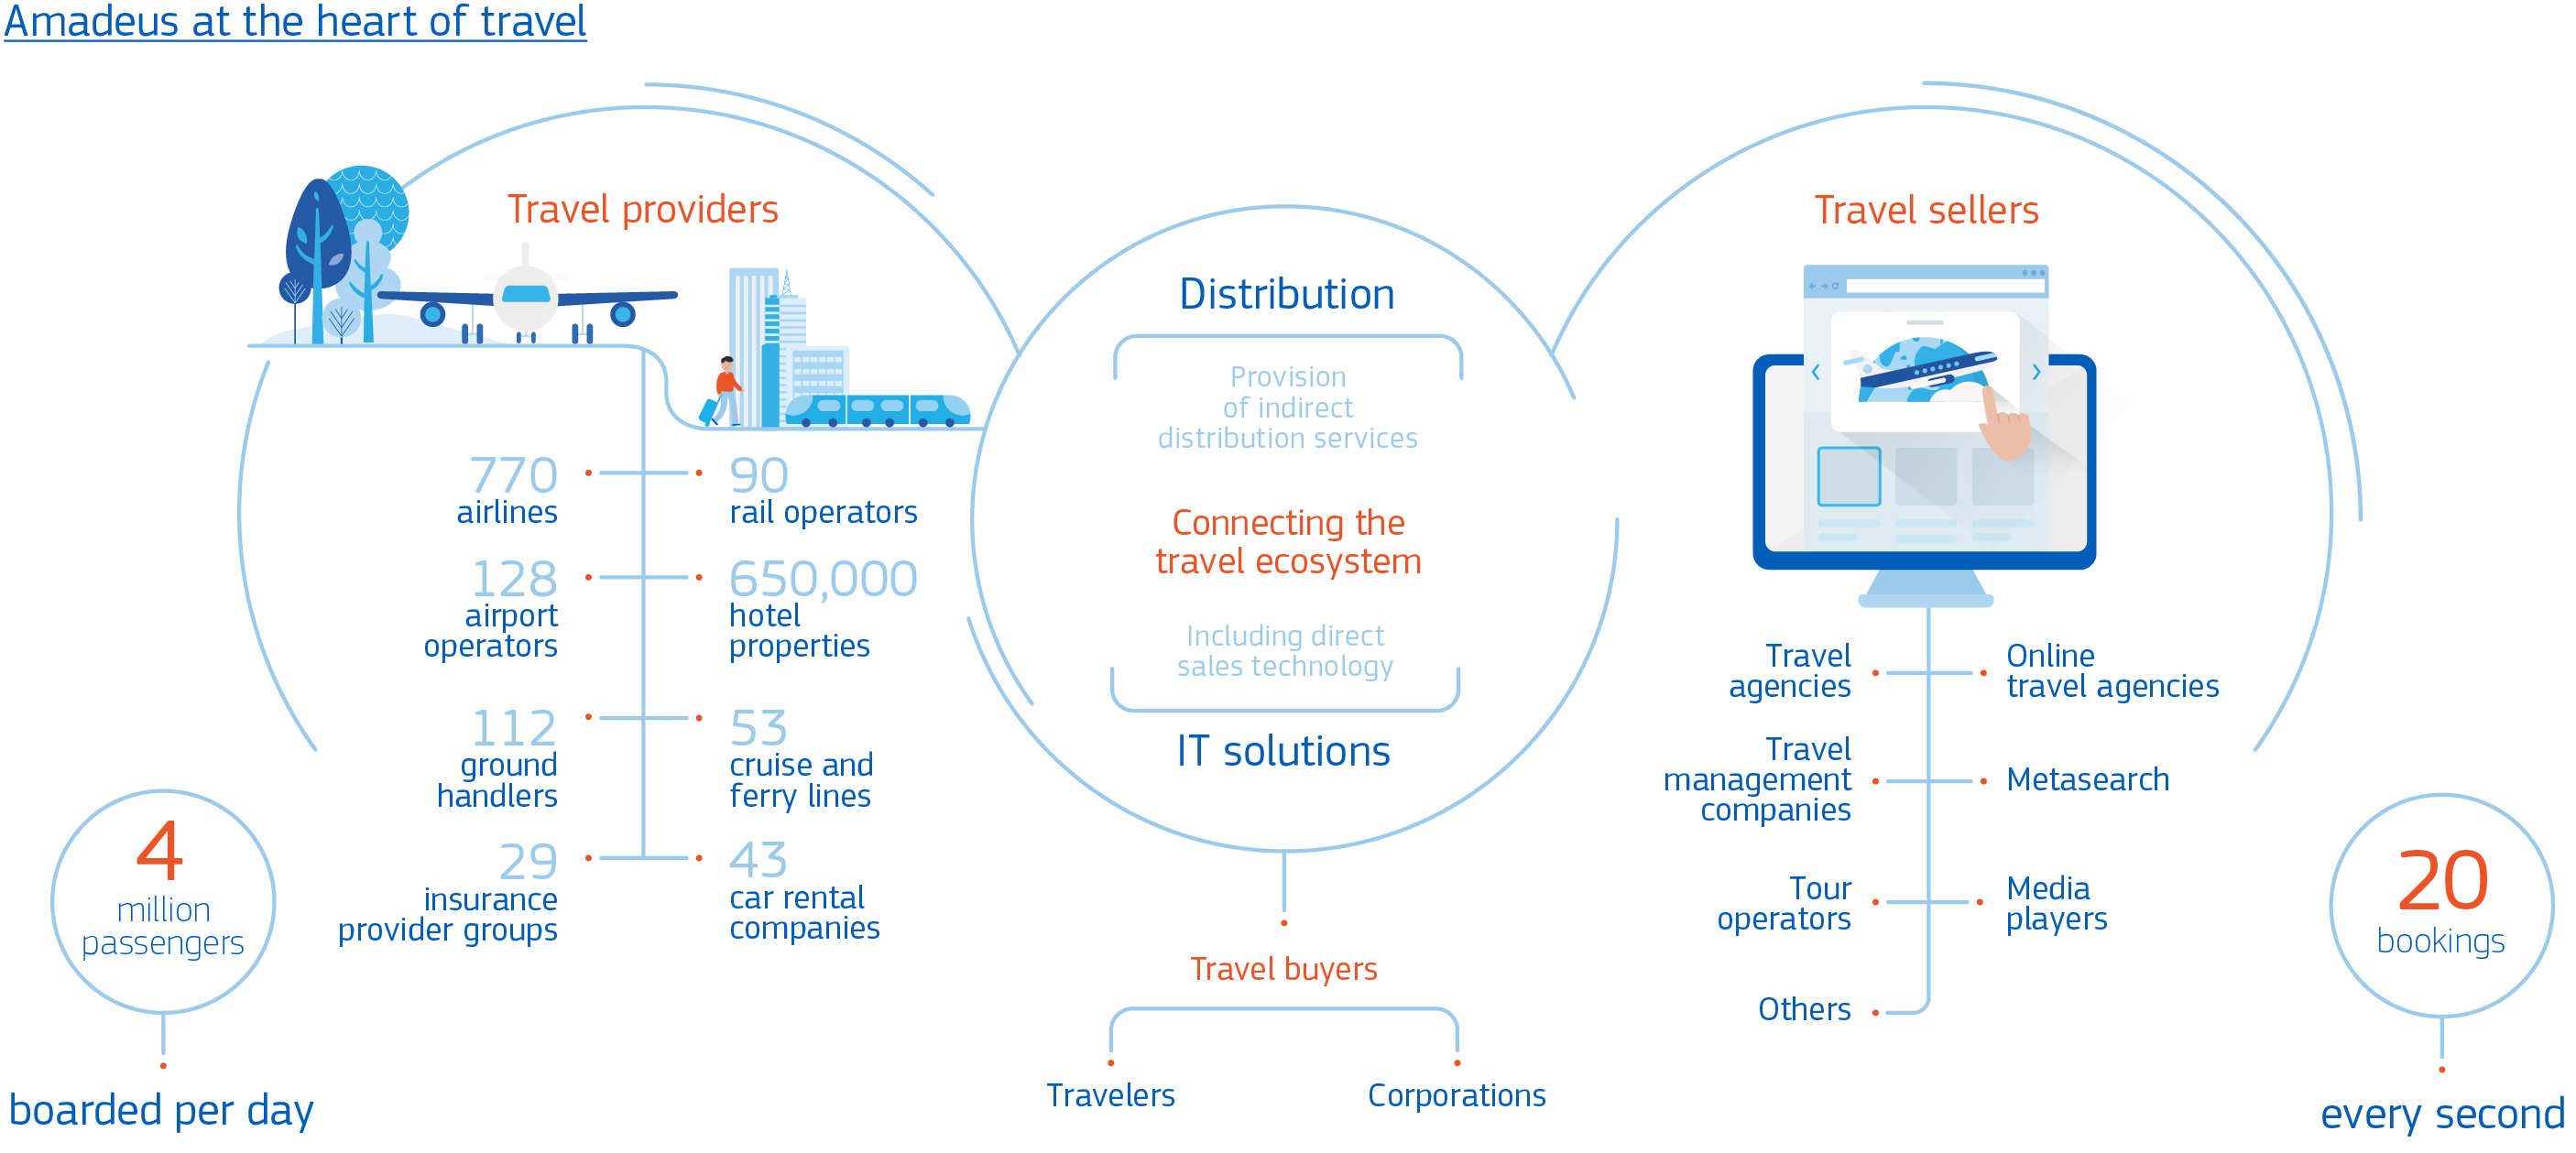 Amadeus at the heart of travel
Travel providers
770
airlines
90
rail operators
128
airport
operators
650,000
hotel
properties
112
ground
handlers
53
cruise and
ferry lines
29
insurance
provider groups
43
car rental
companies
4
million
passengers
boarded per day
Distribution
Provision
of indirect
distribution services
Connecting the
travel ecosystem
Including direct
sales technology
IT solutions
Travel buyers
Travelers
Corporations
Travel sellers
Travel
agencies
Online
travel agencies
Travel
management
companies
Metasearch
Tour
operators
Media
players
Others
20
bookings
every second